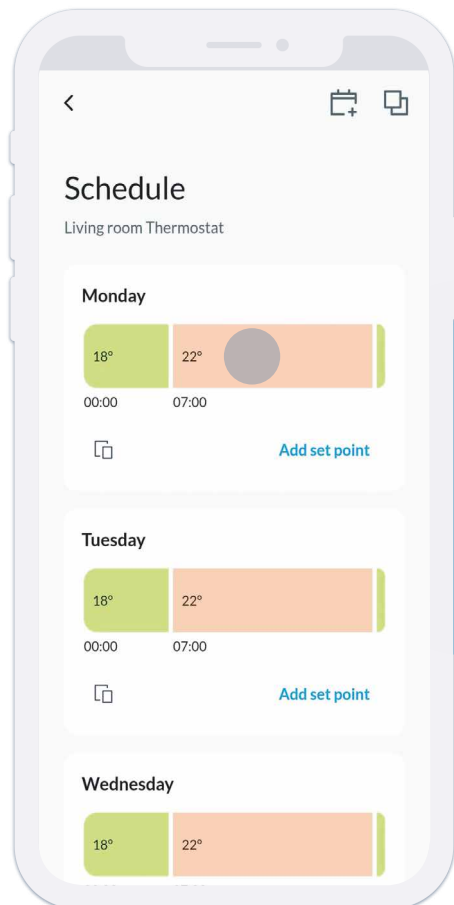 Schedule
Living room Thermostat
Monday
18° 22°
00:00 07:00
Add set point
Tuesday
18° 22°
00:00 07:00
Add set point
Wednesday
18° 22°